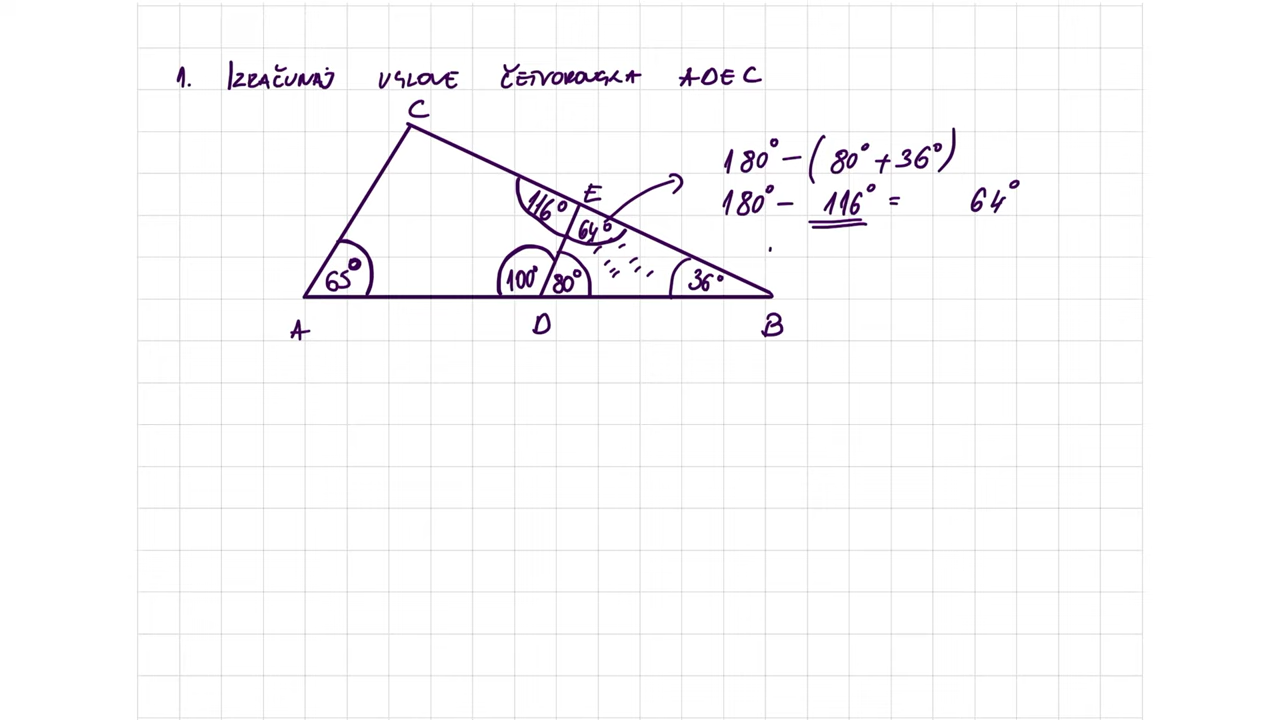 1. IZRAČUNAJ UGLOVE ČETVOROUGLA ADEC
C
180° - (80° + 36°)
E
116°
64°
180° - 116° = 64°
65°
100°
80°
36°
A
D
B